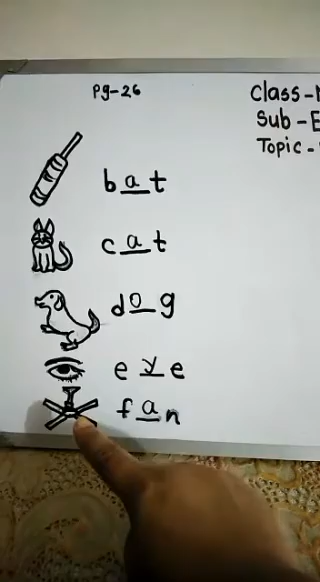 Pg-26
Class-
Sub-E
Topic-
bat
cat
dog
eye
fan